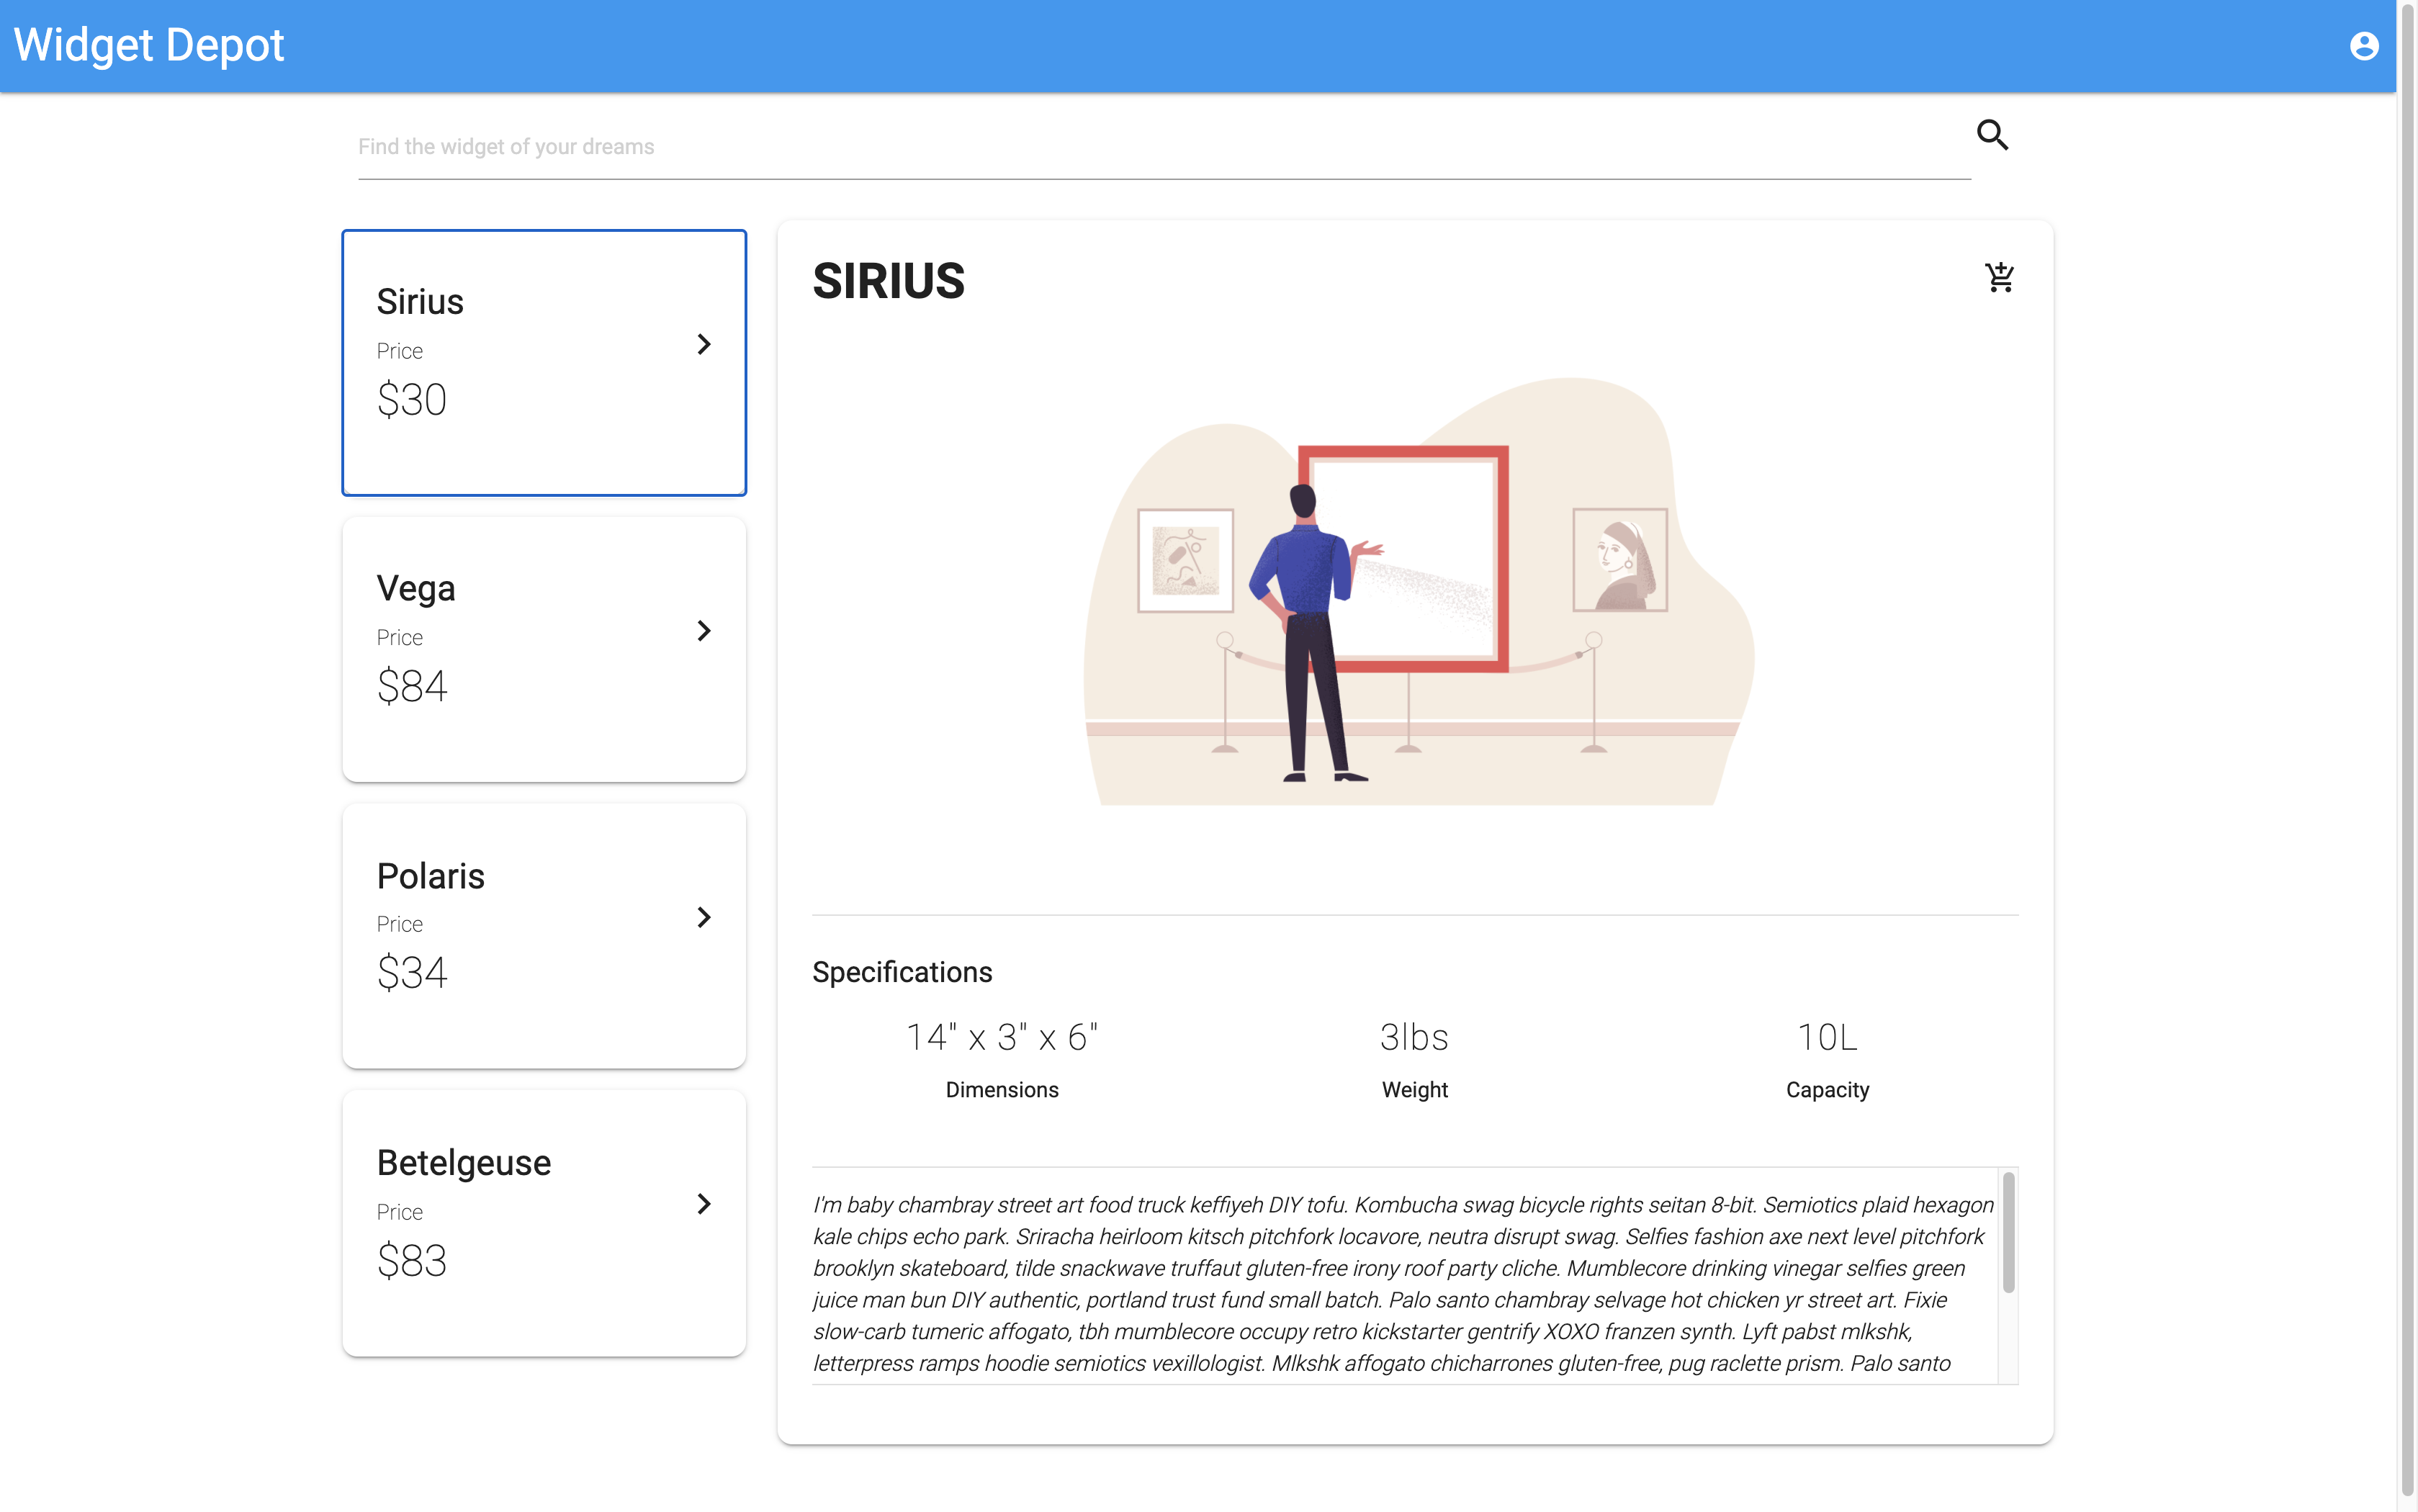 Widget Depot
Find the widget of your dreams
Sirius
Price
$30
Vega
Price
$84
Polaris
Price
$34
Betelgeuse
Price
$83
SIRIUS
Specifications
14" x 3" x 6"
Dimensions
3lbs
Weight
10L
Capacity
I'm baby chambray street art food truck keffiyeh DIY tofu. Kombucha swag bicycle rights seitan 8-bit. Semiotics plaid hexagon
kale chips echo park. Sriracha heirloom kitsch pitchfork locavore, neutra disrupt swag. Selfies fashion axe next level pitchfork
brooklyn skateboard, tilde snackwave truffaut gluten-free irony roof party cliche. Mumblecore drinking vinegar selfies green
juice man bun DIY authentic, portland trust fund small batch. Palo santo chambray selvage hot chicken yr street art. Fixie
slow-carb tumeric affogato, tbh mumblecore occupy retro kickstarter gentrify XOXO franzen synth. Lyft pabst mlkshk,
letterpress ramps hoodie semiotics vexillologist. Mlkshk affogato chicharrones gluten-free, pug raclette prism. Palo santo